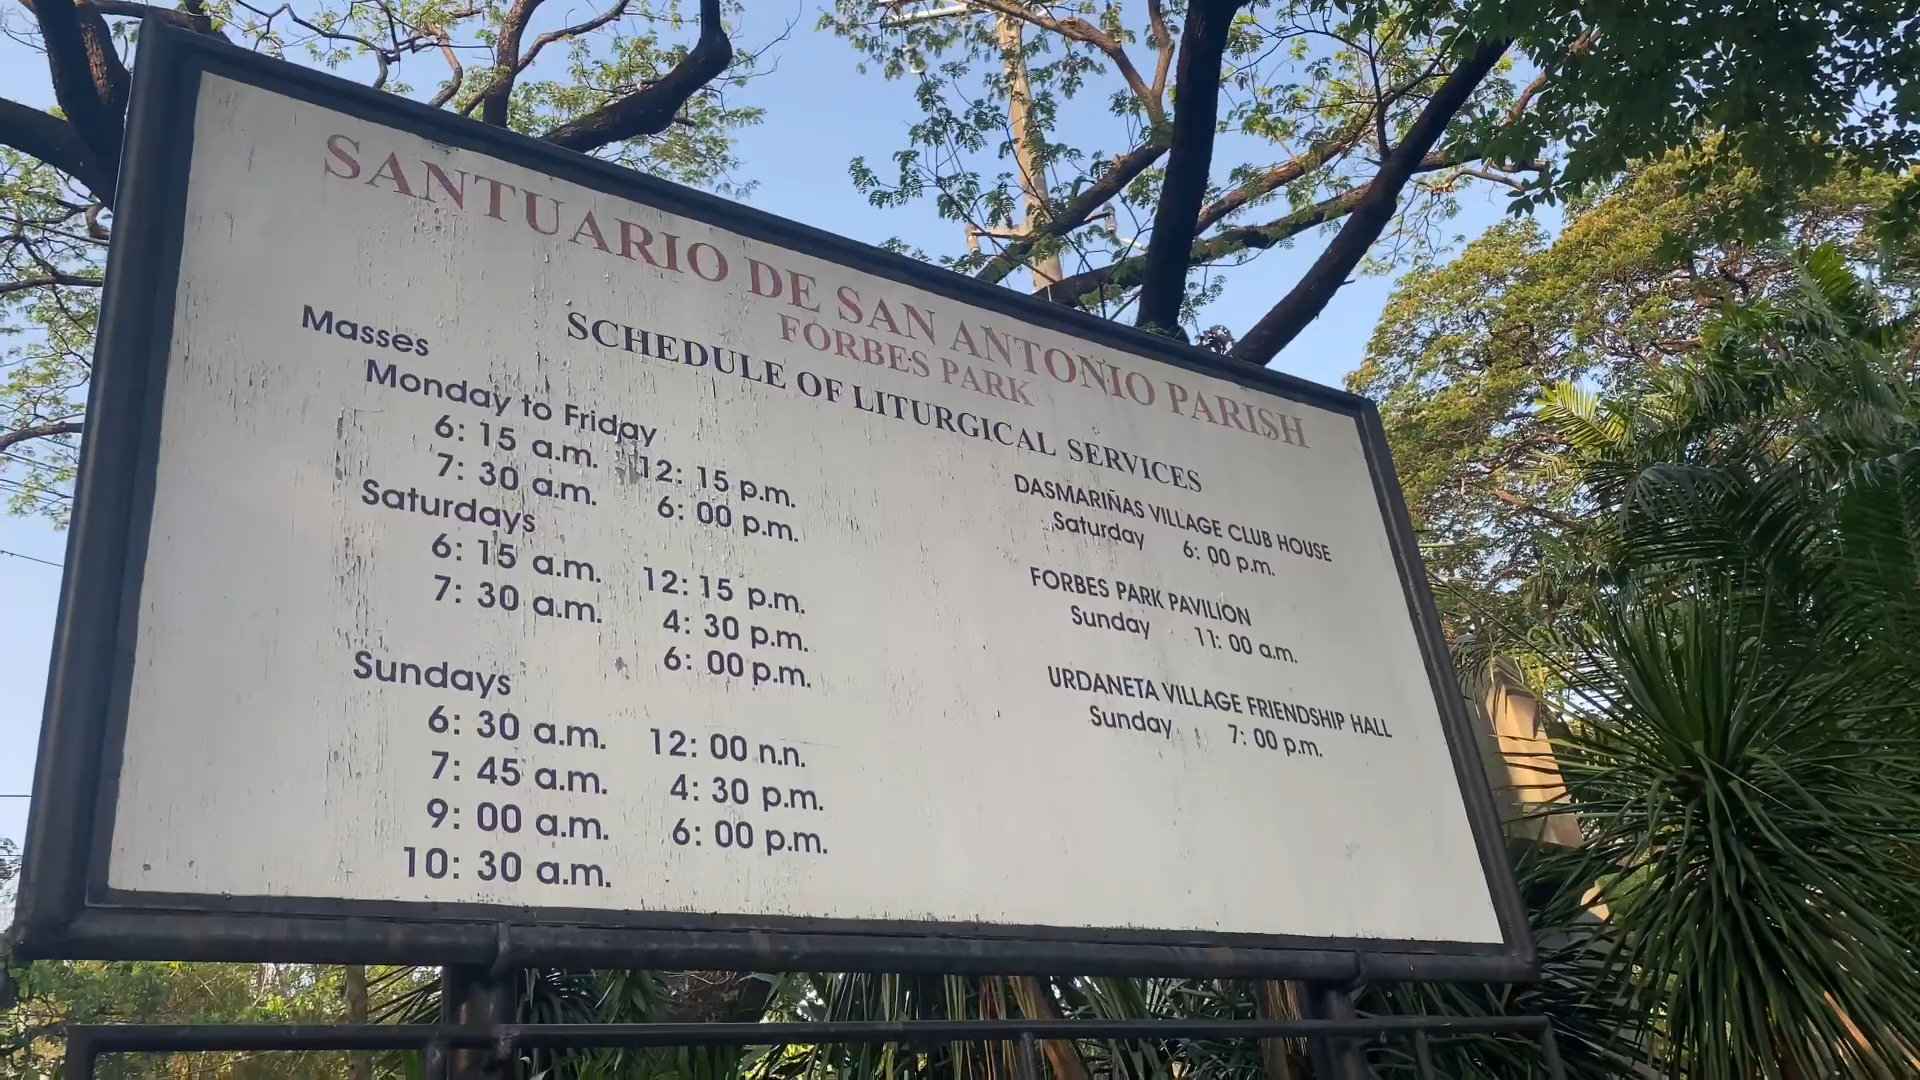 SANTUARIO DE SAN ANTONIO PARISH
FORBES PARK
SCHEDULE OF LITURGICAL SERVICES
Masses
Monday to Friday
6: 15 a.m. 12: 15 p.m.
7: 30 a.m. 6: 00 p.m.
Saturdays
6: 15 a.m. 12: 15 p.m.
7: 30 a.m. 4: 30 p.m.
6: 00 p.m.
Sundays
6: 30 a.m. 12: 00 n.n.
7: 45 a.m. 4: 30 p.m.
9: 00 a.m. 6: 00 p.m.
10: 30 a.m.
DASMARIÑAS VILLAGE CLUB HOUSE
Saturday 6: 00 p.m.
FORBES PARK PAVILION
Sunday 11: 00 a.m.
URDANETA VILLAGE FRIENDSHIP HALL
Sunday 7: 00 p.m.